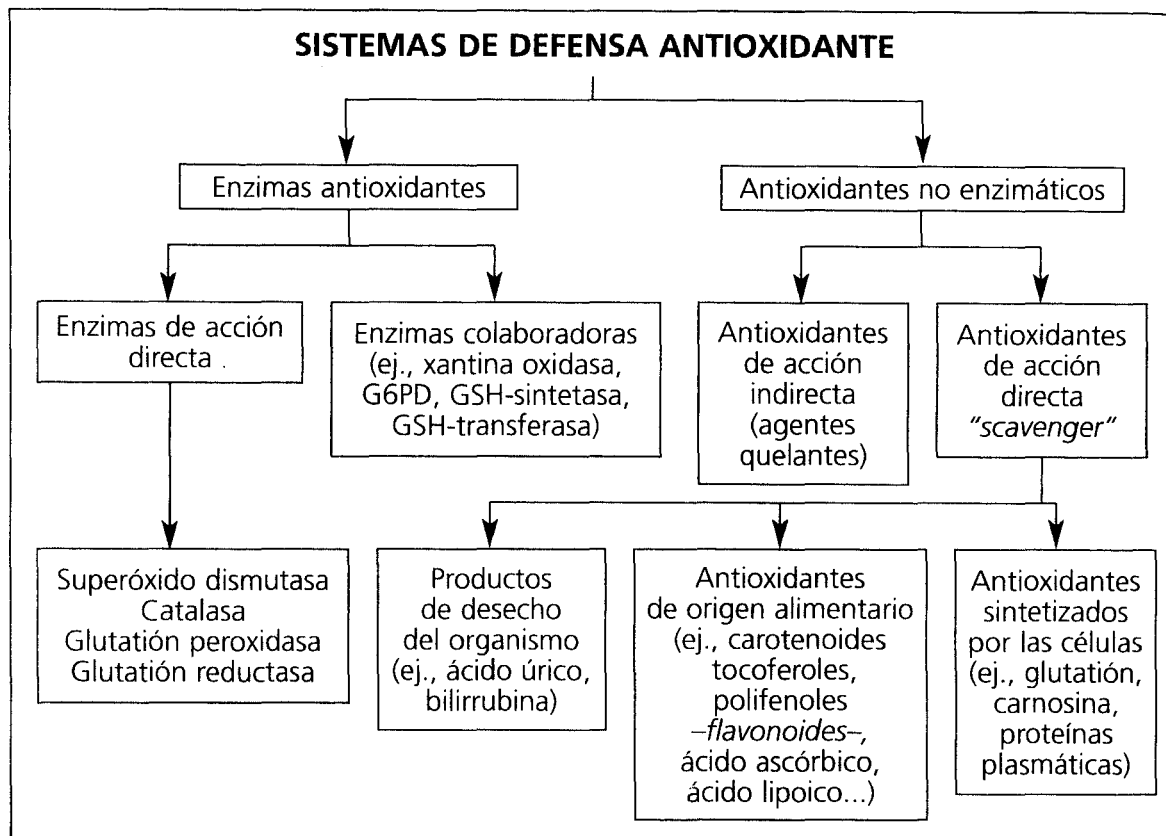 SISTEMAS DE DEFENSA ANTIOXIDANTE
Enzimas antioxidantes
Antioxidantes no enzimáticos
Enzimas de acción
directa
Enzimas colaboradoras
(ej., xantina oxidasa,
G6PD, GSH-sintetasa,
GSH-transferasa)
Antioxidantes
de acción
indirecta
(agentes
quelantes)
Antioxidantes
de acción
directa
"scavenger"
Superóxido dismutasa
Catalasa
Glutatión peroxidasa
Glutatión reductasa
Productos
de desecho
del organismo
(ej., ácido úrico,
bilirrubina)
Antioxidantes
de origen alimentario
(ej., carotenoides
tocoferoles,
polifenoles
–flavonoides–,
ácido ascórbico,
ácido lipoico...)
Antioxidantes
sintetizados
por las células
(ej., glutatión,
carnosina,
proteínas
plasmáticas)